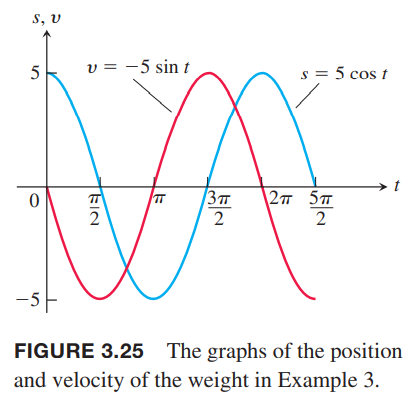 s, v
5
v = −5 sin t
s = 5 cos t
0
π/2
π
3π/2
2π
5π/2
t
−5
FIGURE 3.25 The graphs of the position
and velocity of the weight in Example 3.